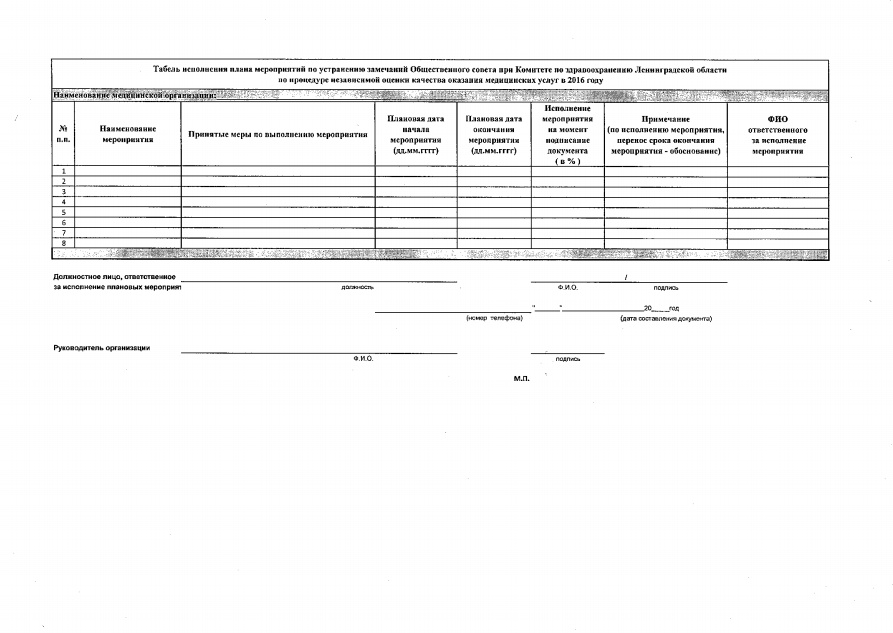 Табель исполнения плана мероприятий по устранению замечаний Общественного совета при Комитете по здравоохранению Ленинградской области
по процедуре независимой оценки качества оказания медицинских услуг в 2016 году
Наименование медицинской организации:
№ п.п.
Наименование мероприятия
Принятые меры по выполнению мероприятия
Плановая дата начала мероприятия (дд.мм.гггг)
Плановая дата окончания мероприятия (дд.мм.гггг)
Исполнение мероприятия на момент подписание документа ( в % )
Примечание (по исполнению мероприятия, перенос срока окончания мероприятия - обоснование)
ФИО ответственного за исполнение мероприятия
1
2
3
4
5
6
7
8
Должностное лицо, ответственное
за исполнение плановых мероприят
/
должность
Ф.И.О.
подпись
" " 20 год
(номер телефона)
(дата составления документа)
Руководитель организации
Ф.И.О.
подпись
М.П.